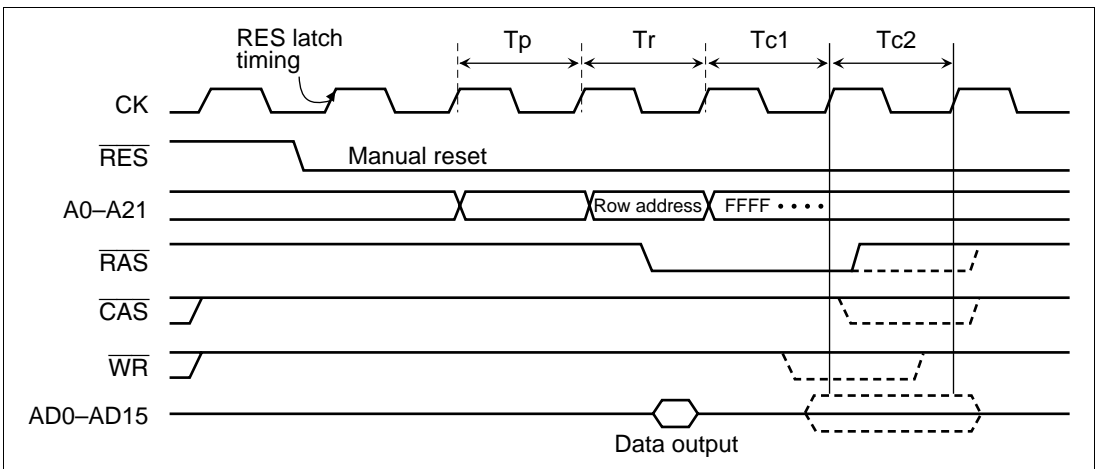 RES latch
timing
Tp
Tr
Tc1
Tc2
CK
RES
Manual reset
A0–A21
Row address
FFFF ・・・・
RAS
CAS
WR
AD0–AD15
Data output